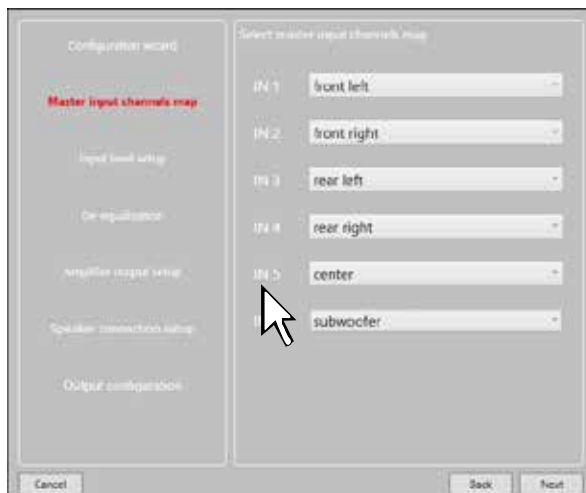 Configuration wizard
Master input channels map
Input level setup
De-equalization
Amplifier output setup
Speaker connection setup
Output configuration
Select master input channels map
IN 1 front left
IN 2 front right
IN 3 rear left
IN 4 rear right
IN 5 center
subwoofer
Cancel
Back Next